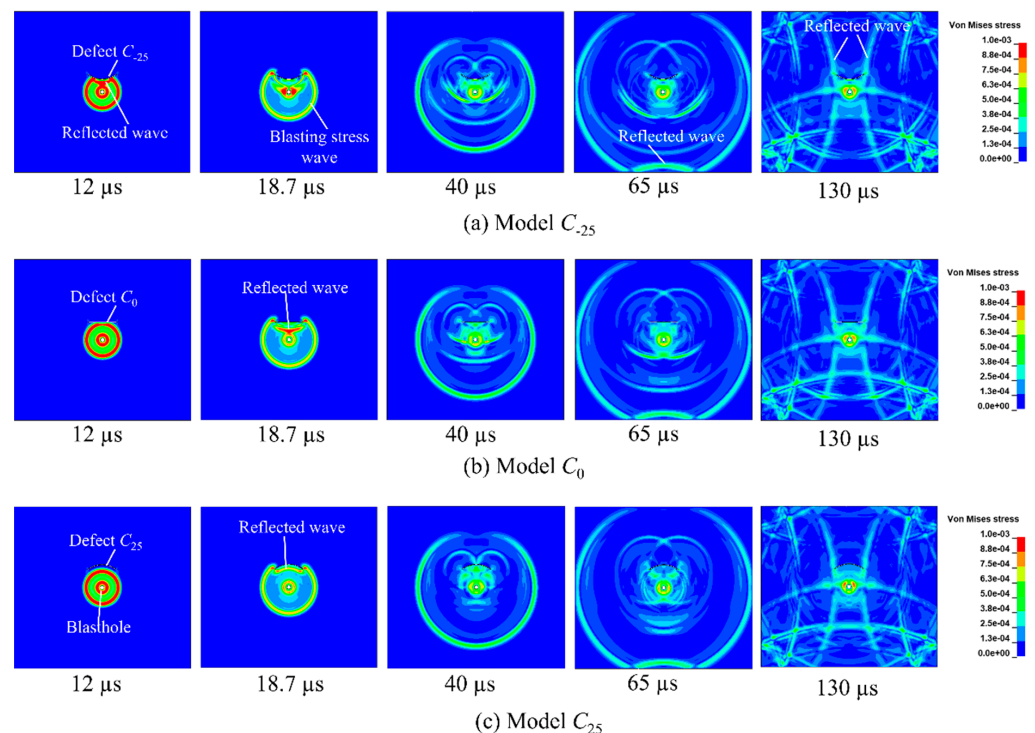 Defect C-25
Reflected wave
Blasting stress
wave
Reflected wave
Reflected wave
Von Mises stress
1.0e-03
8.8e-04
7.5e-04
6.3e-04
5.0e-04
3.8e-04
2.5e-04
1.3e-04
0.0e+00
12 µs
18.7 µs
40 µs
65 µs
130 µs
(a) Model C-25
Defect C0
Reflected wave
Von Mises stress
1.0e-03
8.8e-04
7.5e-04
6.3e-04
5.0e-04
3.8e-04
2.5e-04
1.3e-04
0.0e+00
12 µs
18.7 µs
40 µs
65 µs
130 µs
(b) Model C0
Defect C25
Blasthole
Reflected wave
Von Mises stress
1.0e-03
8.8e-04
7.5e-04
6.3e-04
5.0e-04
3.8e-04
2.5e-04
1.3e-04
0.0e+00
12 µs
18.7 µs
40 µs
65 µs
130 µs
(c) Model C25